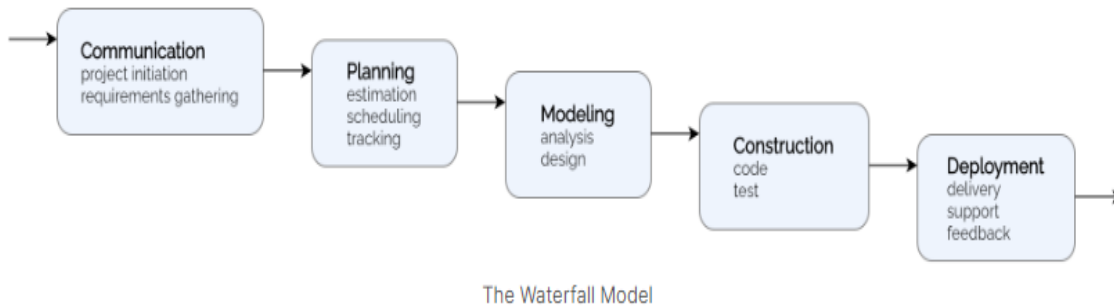 Communication
project initiation
requirements gathering
Planning
estimation
scheduling
tracking
Modeling
analysis
design
Construction
code
test
Deployment
delivery
support
feedback
The Waterfall Model